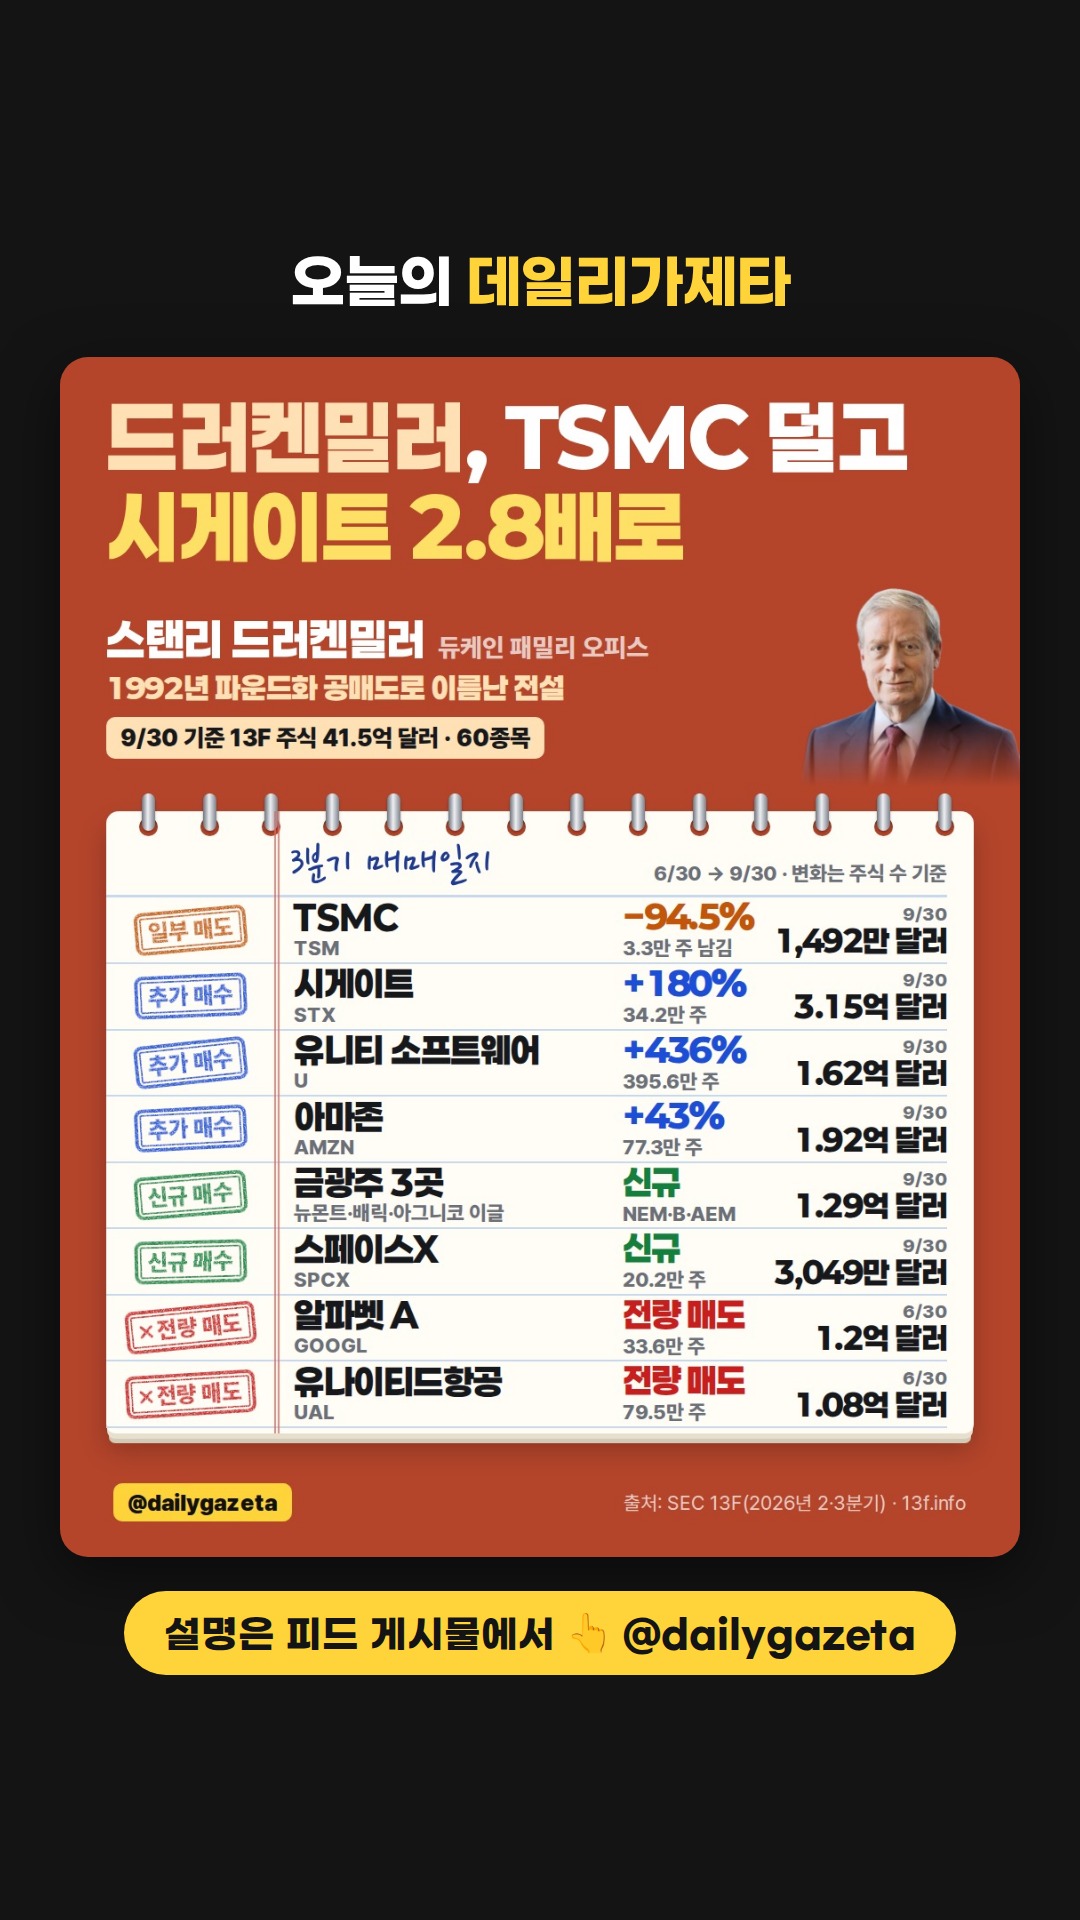 오늘의 데일리가제타
드러켄밀러, TSMC 덜고
시게이트 2.8배로
스탠리 드러켄밀러 듀케인 패밀리 오피스
1992년 파운드화 공매도로 이름난 전설
9/30 기준 13F 주식 41.5억 달러 · 60종목
3분기 매매일지
6/30 → 9/30 · 변화는 주식 수 기준
일부 매도 TSMC −94.5% 9/30
TSM 3.3만 주 남김 1,492만 달러
추가 매수 시게이트 +180% 9/30
STX 34.2만 주 3.15억 달러
추가 매수 유니티 소프트웨어 +436% 9/30
U 395.6만 주 1.62억 달러
추가 매수 아마존 +43% 9/30
AMZN 77.3만 주 1.92억 달러
신규 매수 금광주 3곳 신규 9/30
뉴몬트·배릭·아그니코 이글 NEM·B·AEM 1.29억 달러
신규 매수 스페이스X 신규 9/30
SPCX 20.2만 주 3,049만 달러
×전량 매도 알파벳 A 전량 매도 6/30
GOOGL 33.6만 주 1.2억 달러
×전량 매도 유나이티드항공 전량 매도 6/30
UAL 79.5만 주 1.08억 달러
@dailygazeta
출처: SEC 13F(2026년 2·3분기) · 13f.info
설명은 피드 게시물에서 👆 @dailygazeta